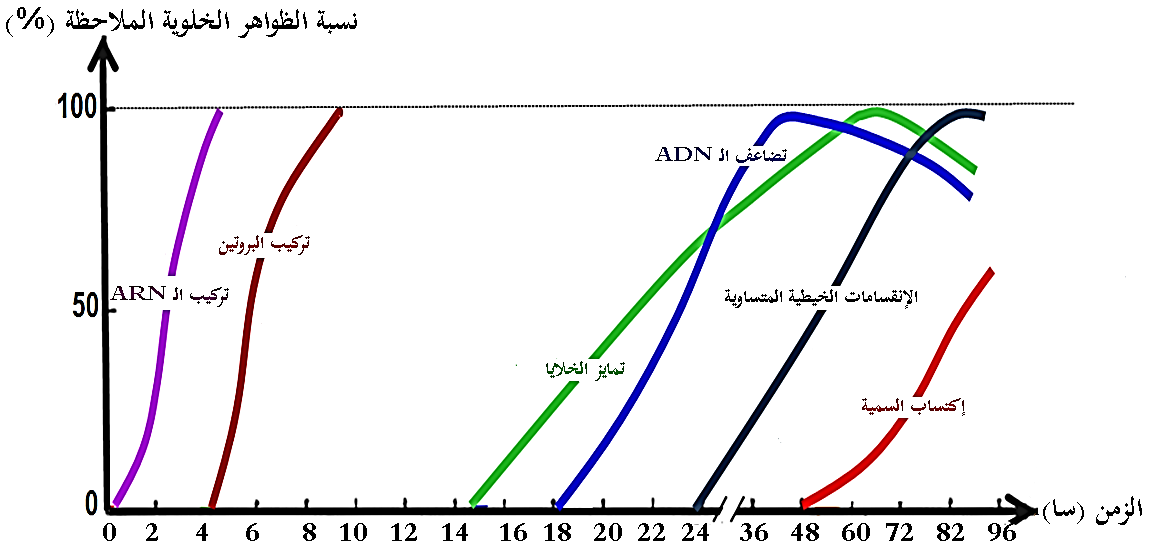 نسبة الظواهر الخلوية الملاحظة (%)
100
تضاعف الـ ADN
تركيب البروتين
تركيب الـ ARN
50
الإنقسامات الخيطية المتساوية
تمايز الخلايا
إكتساب السمية
0
الزمن (سا)
0 2 4 6 8 10 12 14 16 18 20 22 24 36 48 60 72 82 96